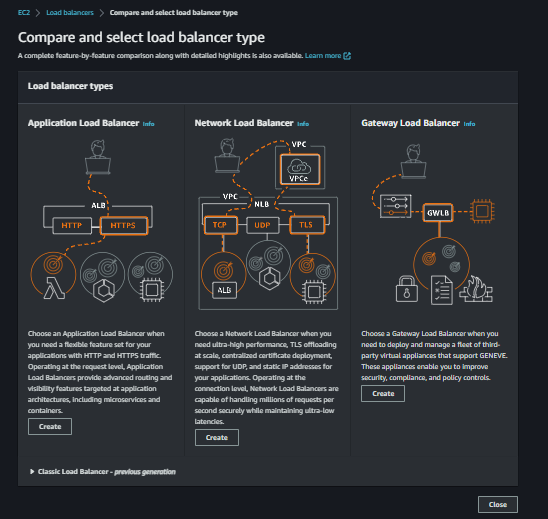 EC2 > Load balancers > Compare and select load balancer type
Compare and select load balancer type
A complete feature-by-feature comparison along with detailed highlights is also available. Learn more
Load balancer types
Application Load Balancer Info
ALB
HTTP
HTTPS
Choose an Application Load Balancer when
you need a flexible feature set for your
applications with HTTP and HTTPS traffic.
Operating at the request level, Application
Load Balancers provide advanced routing and
visibility features targeted at application
architectures, including microservices and
containers.
Create
Network Load Balancer Info
VPC
VPCe
VPC
NLB
TCP
UDP
TLS
ALB
Choose a Network Load Balancer when you
need ultra-high performance, TLS offloading
at scale, centralized certificate deployment,
support for UDP, and static IP addresses for
your applications. Operating at the
connection level, Network Load Balancers are
capable of handling millions of requests per
second securely while maintaining ultra-low
latencies.
Create
Gateway Load Balancer Info
GWLB
Choose a Gateway Load Balancer when you
need to deploy and manage a fleet of third-
party virtual appliances that support GENEVE.
These appliances enable you to improve
security, compliance, and policy controls.
Create
Classic Load Balancer - previous generation
Close